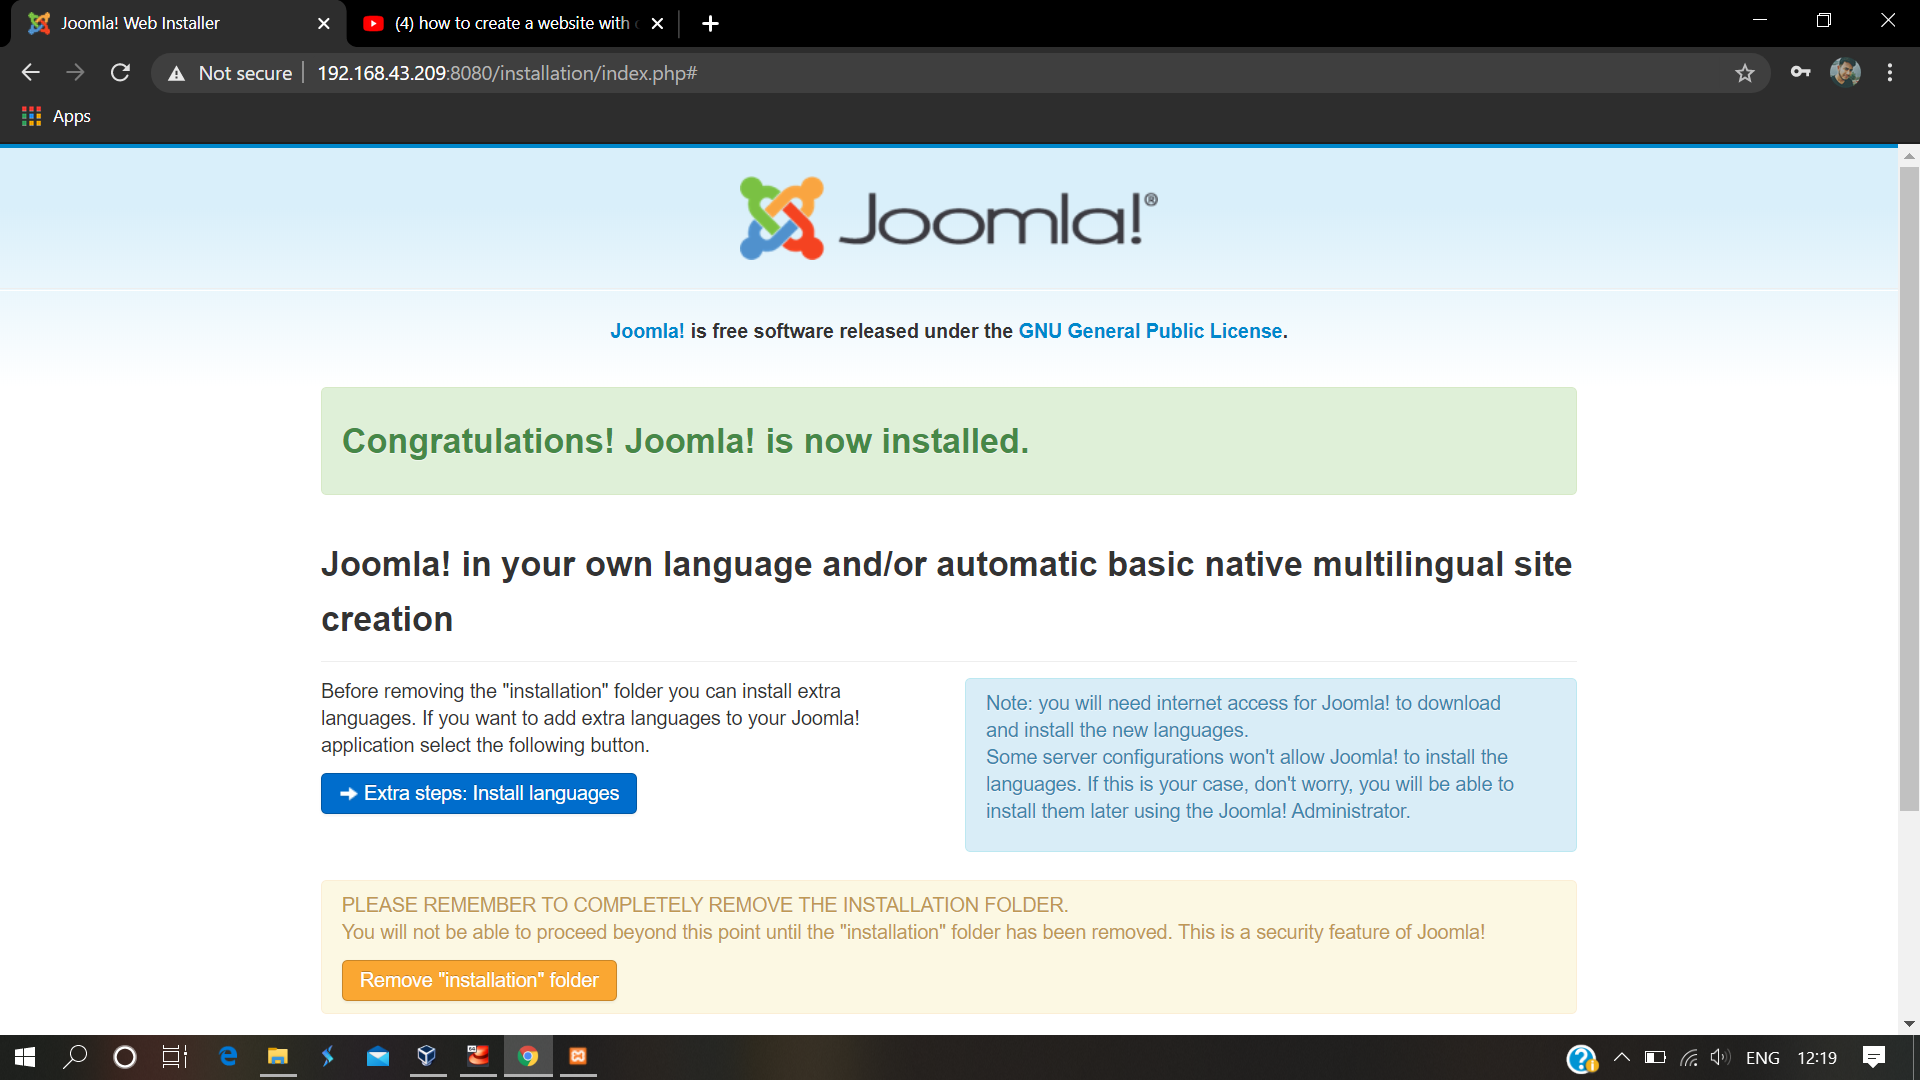 Joomla! Web Installer
(4) how to create a website with
Not secure
192.168.43.209:8080/installation/index.php#
Apps
Joomla!®
Joomla! is free software released under the GNU General Public License.
Congratulations! Joomla! is now installed.
Joomla! in your own language and/or automatic basic native multilingual site
creation
Before removing the "installation" folder you can install extra
languages. If you want to add extra languages to your Joomla!
application select the following button.
Extra steps: Install languages
Note: you will need internet access for Joomla! to download
and install the new languages.
Some server configurations won't allow Joomla! to install the
languages. If this is your case, don't worry, you will be able to
install them later using the Joomla! Administrator.
PLEASE REMEMBER TO COMPLETELY REMOVE THE INSTALLATION FOLDER.
You will not be able to proceed beyond this point until the "installation" folder has been removed. This is a security feature of Joomla!
Remove "installation" folder
ENG
12:19